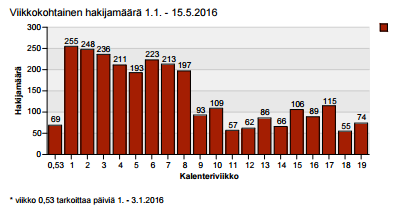 Viikkokohtainen hakijamäärä 1.1. - 15.5.2016
Hakijamäärä
300
250
200
150
100
50
0
69 255 248 236 211 193 223 213 197 93 109 57 62 86 66 106 89 115 55 74
0,53 1 2 3 4 5 6 7 8 9 10 11 12 13 14 15 16 17 18 19
Kalenteriviikko
* viikko 0,53 tarkoittaa päiviä 1. - 3.1.2016